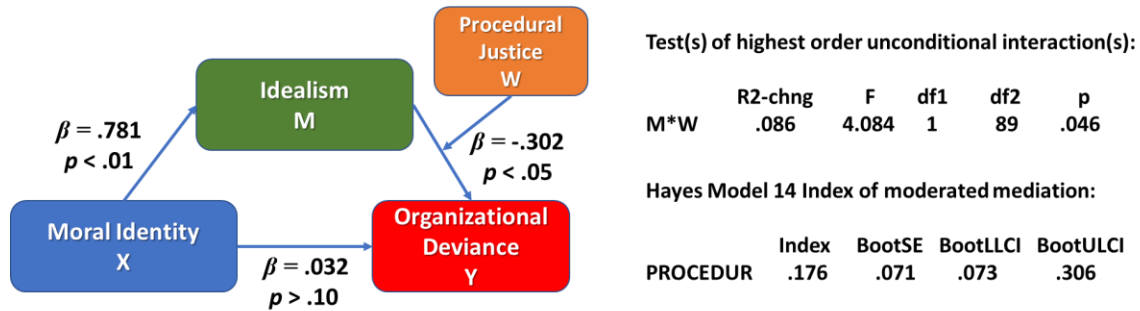 Procedural
Justice
W
Idealism
M
β = .781
p < .01
β = -.302
p < .05
Moral Identity
X
Organizational
Deviance
Y
β = .032
p > .10
Test(s) of highest order unconditional interaction(s):
R2-chng F df1 df2 p
M*W .086 4.084 1 89 .046
Hayes Model 14 Index of moderated mediation:
Index BootSE BootLLCI BootULCI
PROCEDUR .176 .071 .073 .306